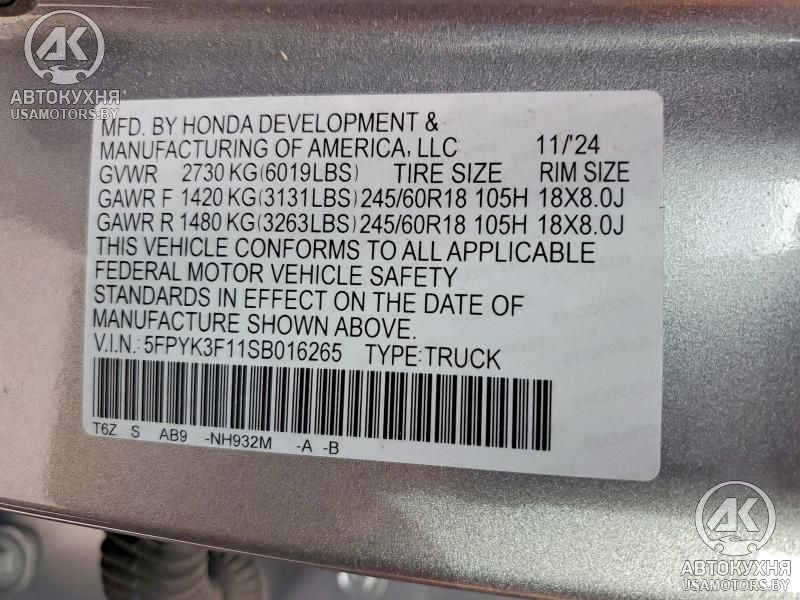 АК
АВТОКУХНЯ
USAMOTORS.BY
MFD. BY HONDA DEVELOPMENT &
MANUFACTURING OF AMERICA, LLC 11/'24
GVWR 2730 KG(6019LBS) TIRE SIZE RIM SIZE
GAWR F 1420 KG(3131LBS) 245/60R18 105H 18X8.0J
GAWR R 1480 KG(3263LBS) 245/60R18 105H 18X8.0J
THIS VEHICLE CONFORMS TO ALL APPLICABLE
FEDERAL MOTOR VEHICLE SAFETY
STANDARDS IN EFFECT ON THE DATE OF
MANUFACTURE SHOWN ABOVE.
V.I.N.:5FPYK3F11SB016265 TYPE:TRUCK
T6Z S AB9 -NH932M -A -B
АК
АВТОКУХНЯ
USAMOTORS.BY